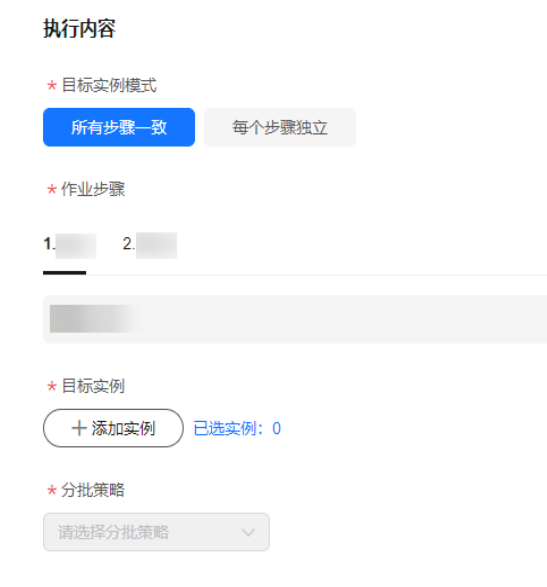 执行内容
* 目标实例模式
所有步骤一致 每个步骤独立
* 作业步骤
1. 2.
* 目标实例
+ 添加实例 已选实例：0
* 分批策略
请选择分批策略